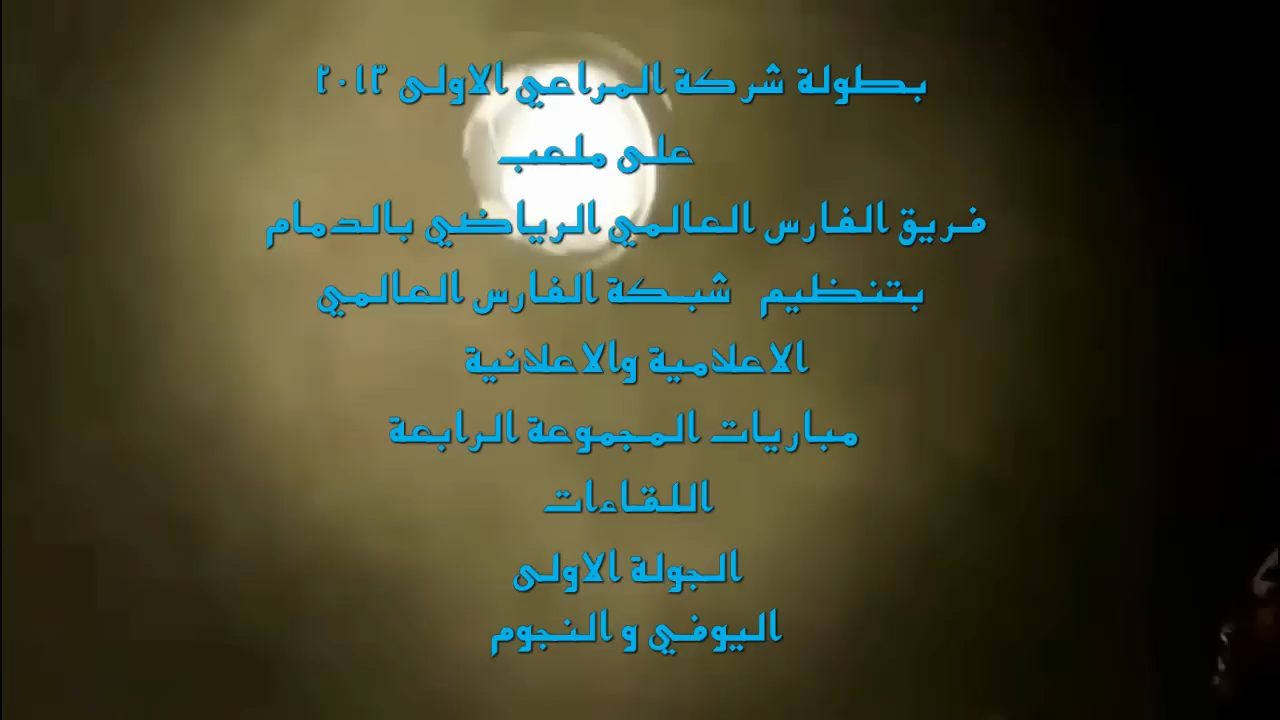 بطولة شركة المراعي الاولى ٢٠١٣
على ملعب
فريق الفارس العالمي الرياضي بالدمام
بتنظيم شبكة الفارس العالمي
الاعلامية والاعلانية
مباريات المجموعة الرابعة
اللقاءات
الجولة الاولى
اليوفي و النجوم